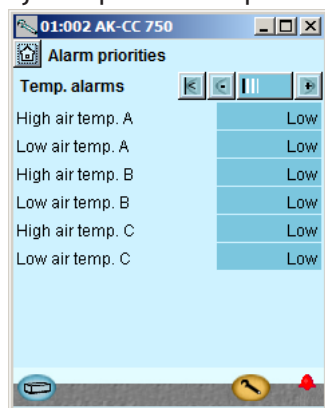 01:002 AK-CC 750
Alarm priorities
Temp. alarms
High air temp. A Low
Low air temp. A Low
High air temp. B Low
Low air temp. B Low
High air temp. C Low
Low air temp. C Low